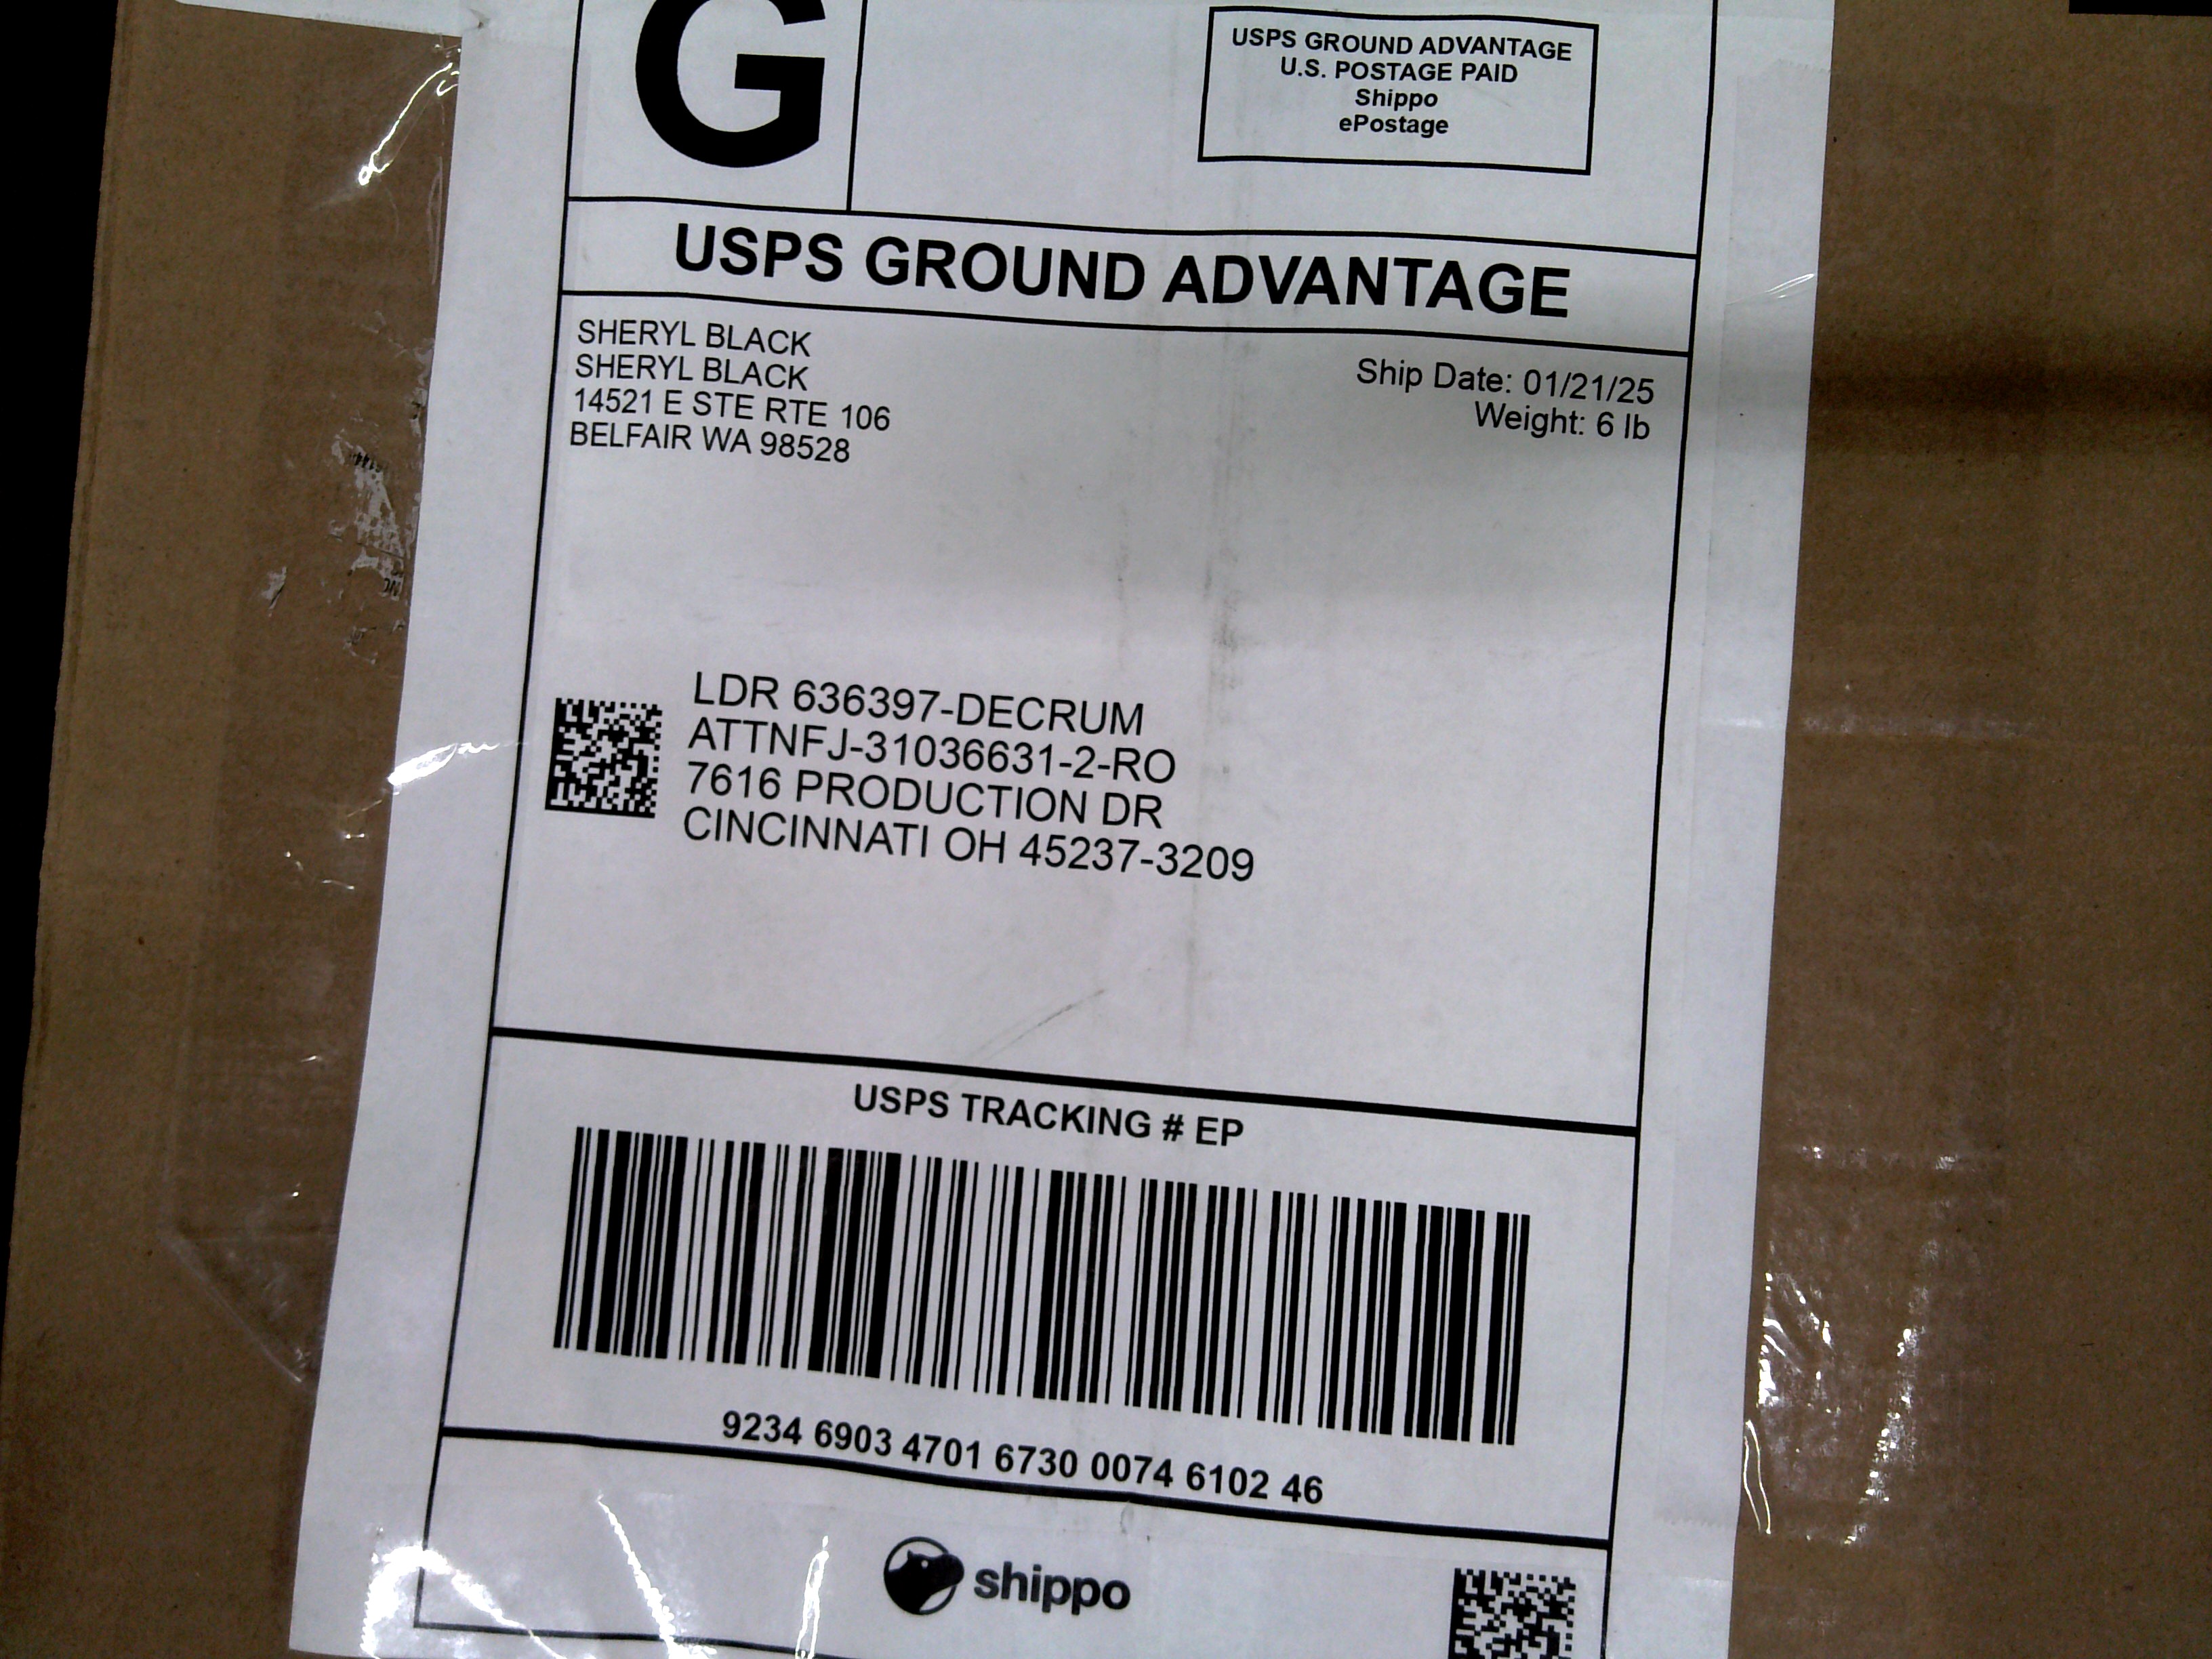 G
USPS GROUND ADVANTAGE
U.S. POSTAGE PAID
Shippo
ePostage
USPS GROUND ADVANTAGE
SHERYL BLACK
SHERYL BLACK
14521 E STE RTE 106
BELFAIR WA 98528
Ship Date: 01/21/25
Weight: 6 lb
LDR 636397-DECRUM
ATTNFJ-31036631-2-RO
7616 PRODUCTION DR
CINCINNATI OH 45237-3209
USPS TRACKING # EP
9234 6903 4701 6730 0074 6102 46
shippo